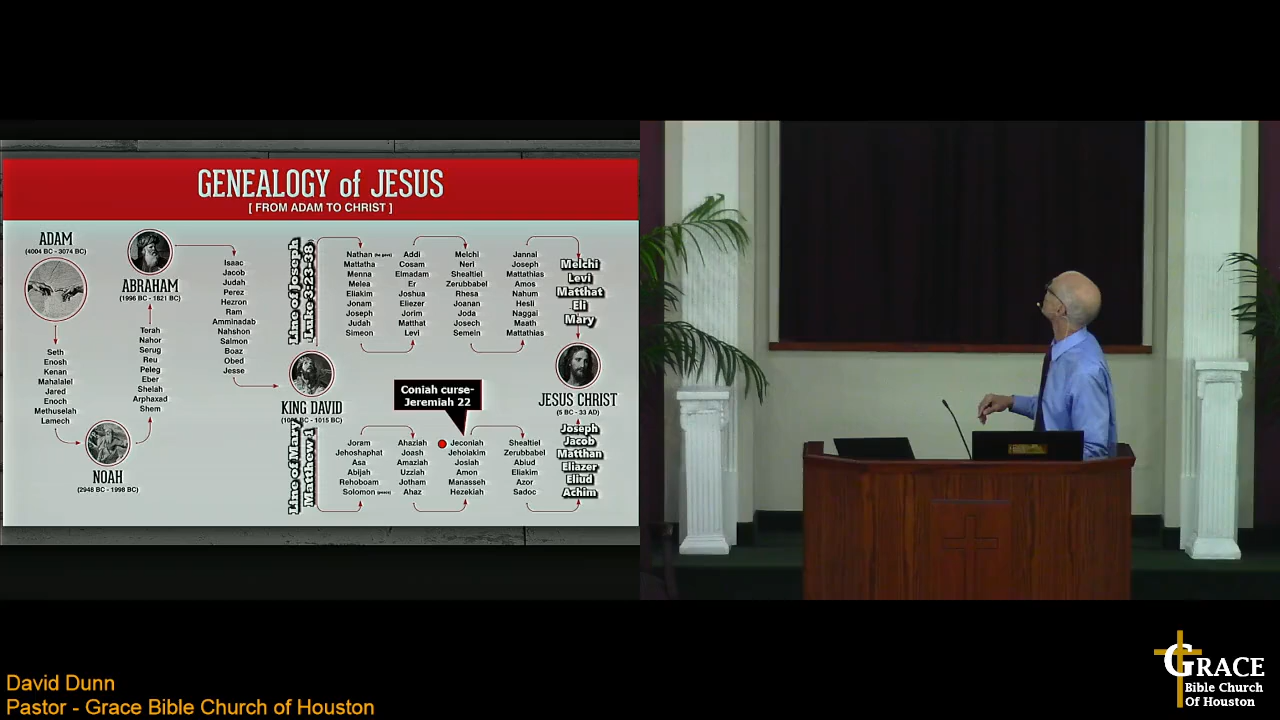 GENEALOGY of JESUS
[ FROM ADAM TO CHRIST ]
ADAM
(4004 BC - 3074 BC)
Seth
Enosh
Kenan
Mahalalel
Jared
Enoch
Methuselah
Lamech
NOAH
(2948 BC - 1998 BC)
Terah
Nahor
Serug
Reu
Peleg
Eber
Shelah
Arphaxad
Shem
ABRAHAM
(1996 BC - 1821 BC)
Isaac
Jacob
Judah
Perez
Hezron
Ram
Amminadab
Nahshon
Salmon
Boaz
Obed
Jesse
KING DAVID
BC - 1015 BC)
Line of Joseph
Luke 3:23-38
Nathan
Mattatha
Menna
Melea
Eliakim
Jonam
Joseph
Judah
Simeon
Addi
Cosam
Elmadam
Er
Joshua
Eliezer
Jorim
Matthat
Levi
Melchi
Neri
Shealtiel
Zerubbabel
Rhesa
Joanan
Joda
Josech
Semein
Jannai
Joseph
Mattathias
Amos
Nahum
Hesli
Naggai
Maath
Mattathias
Melchi
Levi
Matthat
Eli
Mary
JESUS CHRIST
(5 BC - 33 AD)
Coniah curse-
Jeremiah 22
Line of Mary
Matthew 1
Joram
Jehoshaphat
Asa
Abijah
Rehoboam
Solomon (peace)
Ahaziah
Joash
Amaziah
Uzziah
Jotham
Ahaz
Jeconiah
Jehoiakim
Josiah
Amon
Manasseh
Hezekiah
Shealtiel
Zerubbabel
Abiud
Eliakim
Azor
Sadoc
Joseph
Jacob
Matthan
Eliazer
Eliud
Achim
David Dunn
Pastor - Grace Bible Church of Houston
GRACE
Bible Church
Of Houston